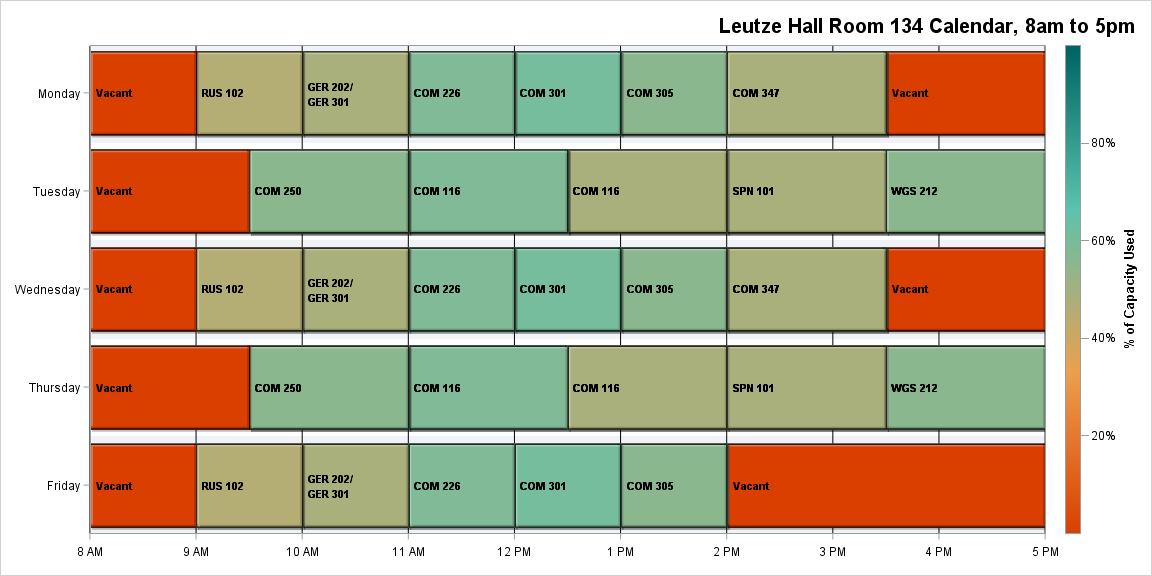 Leutze Hall Room 134 Calendar, 8am to 5pm
Monday
Vacant
RUS 102
GER 202/
GER 301
COM 226
COM 301
COM 305
COM 347
Vacant
Tuesday
Vacant
COM 250
COM 116
COM 116
SPN 101
WGS 212
Wednesday
Vacant
RUS 102
GER 202/
GER 301
COM 226
COM 301
COM 305
COM 347
Vacant
Thursday
Vacant
COM 250
COM 116
COM 116
SPN 101
WGS 212
Friday
Vacant
RUS 102
GER 202/
GER 301
COM 226
COM 301
COM 305
Vacant
8 AM
9 AM
10 AM
11 AM
12 PM
1 PM
2 PM
3 PM
4 PM
5 PM
80%
60%
40%
20%
% of Capacity Used